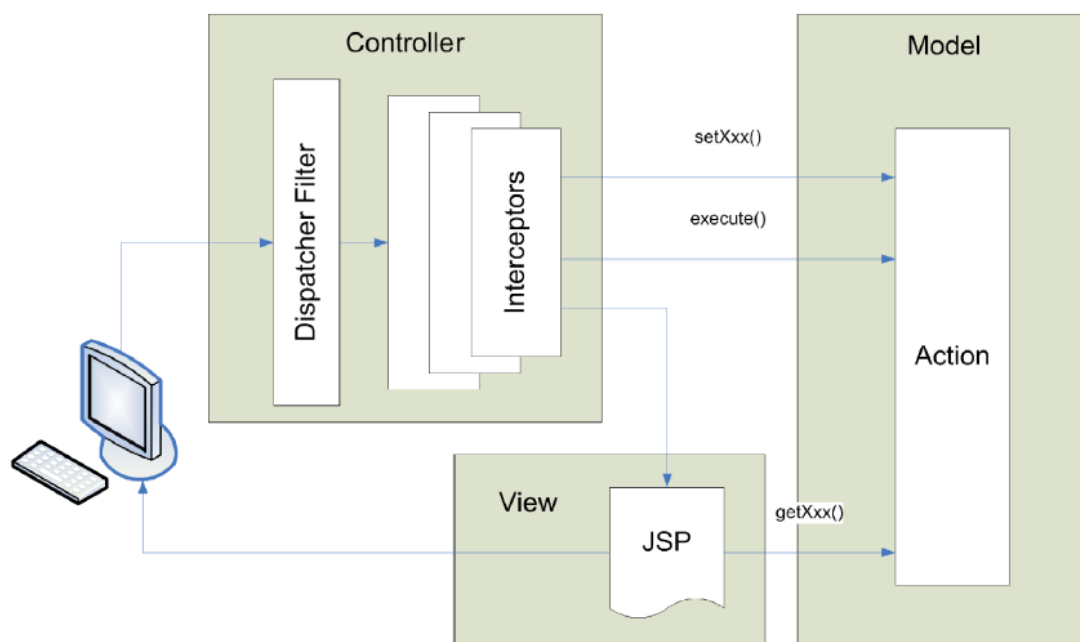 Controller
Model
Dispatcher Filter
Interceptors
setXxx()
execute()
Action
View
JSP
getXxx()